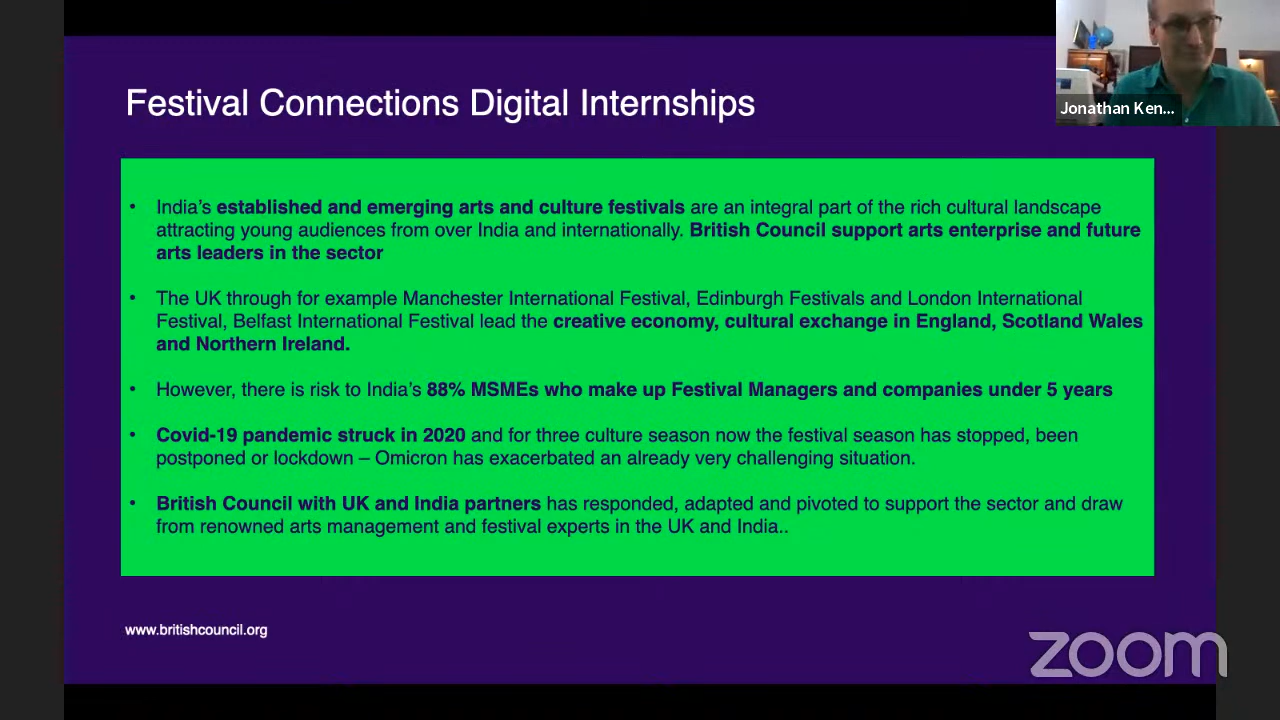 Festival Connections Digital Internships
Jonathan Ken...
• India's established and emerging arts and culture festivals are an integral part of the rich cultural landscape
attracting young audiences from over India and internationally. British Council support arts enterprise and future
arts leaders in the sector
• The UK through for example Manchester International Festival, Edinburgh Festivals and London International
Festival, Belfast International Festival lead the creative economy, cultural exchange in England, Scotland Wales
and Northern Ireland.
• However, there is risk to India's 88% MSMEs who make up Festival Managers and companies under 5 years
• Covid-19 pandemic struck in 2020 and for three culture season now the festival season has stopped, been
postponed or lockdown – Omicron has exacerbated an already very challenging situation.
• British Council with UK and India partners has responded, adapted and pivoted to support the sector and draw
from renowned arts management and festival experts in the UK and India..
www.britishcouncil.org
zoom